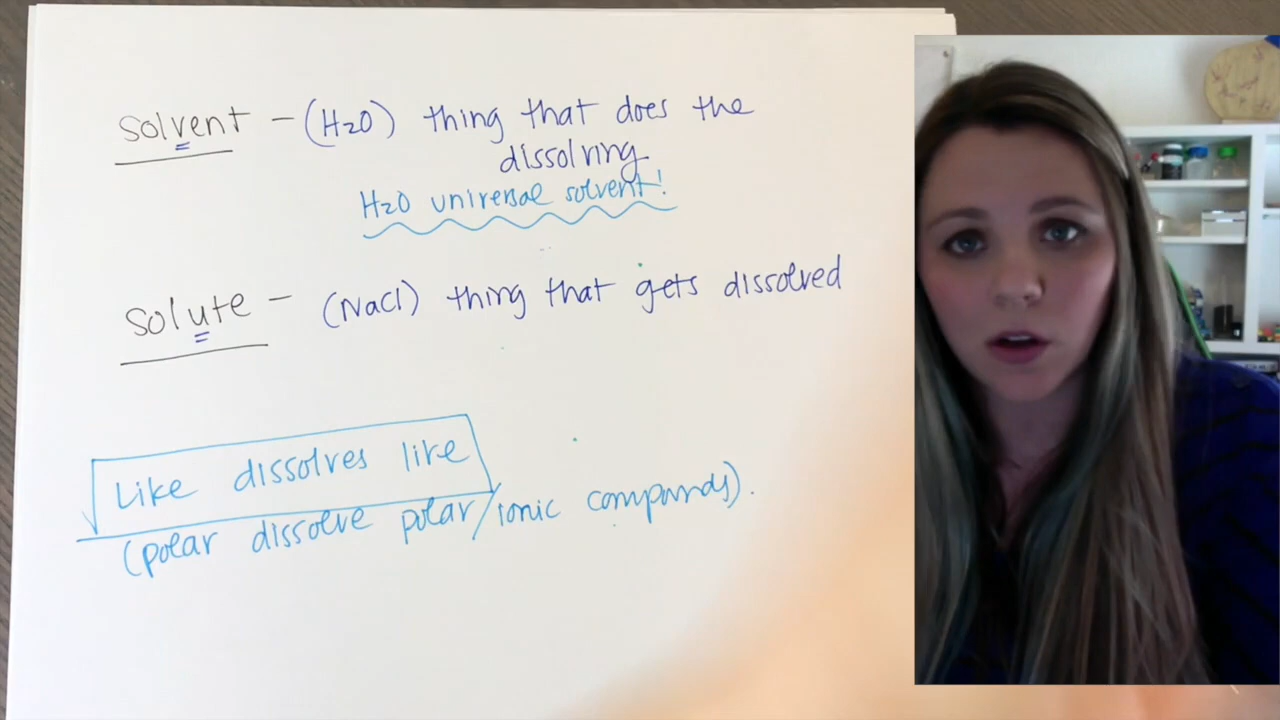 solvent - (H2O) thing that does the
dissolving
H2O universal solvent!
solute - (NaCl) thing that gets dissolved
Like dissolves like
(polar dissolve polar/ionic compounds).